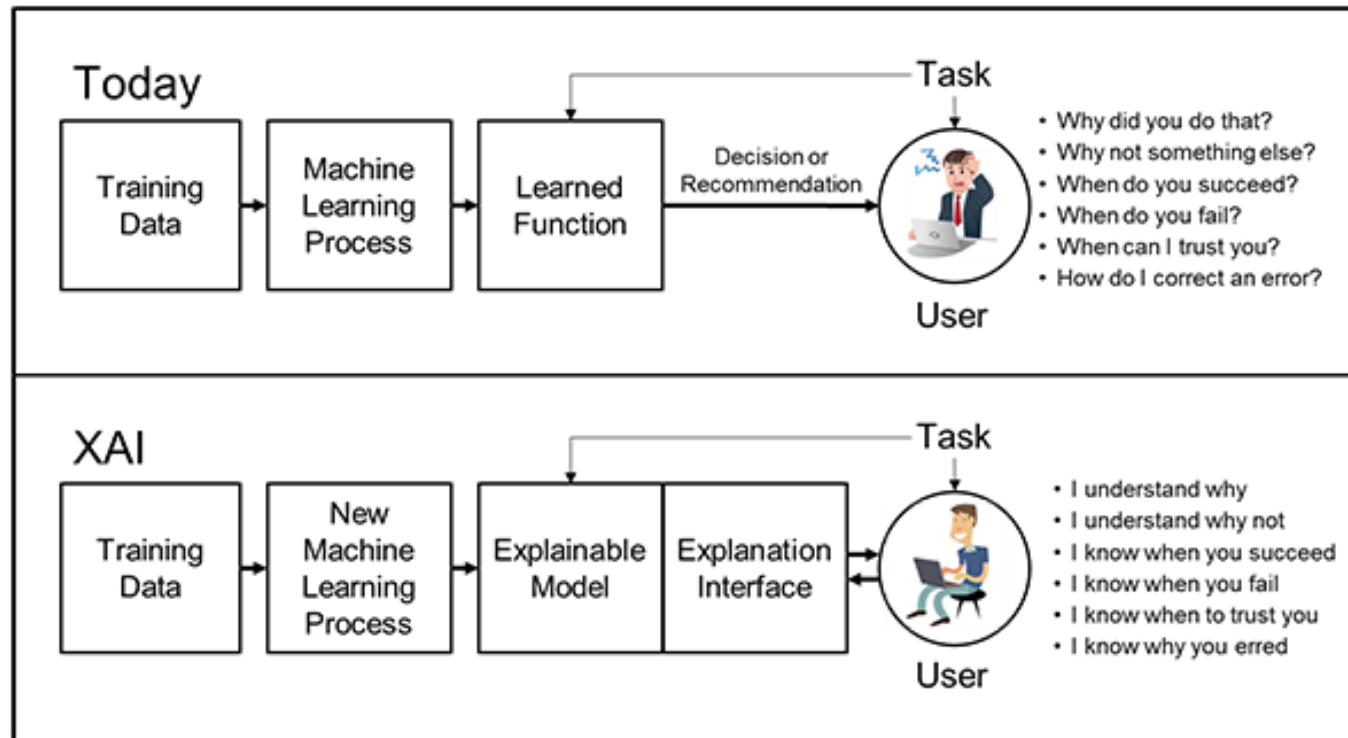 Today
Task
Training
Data
Machine
Learning
Process
Learned
Function
Decision or
Recommendation
User
• Why did you do that?
• Why not something else?
• When do you succeed?
• When do you fail?
• When can I trust you?
• How do I correct an error?
XAI
Task
Training
Data
New
Machine
Learning
Process
Explainable
Model
Explanation
Interface
User
• I understand why
• I understand why not
• I know when you succeed
• I know when you fail
• I know when to trust you
• I know why you erred